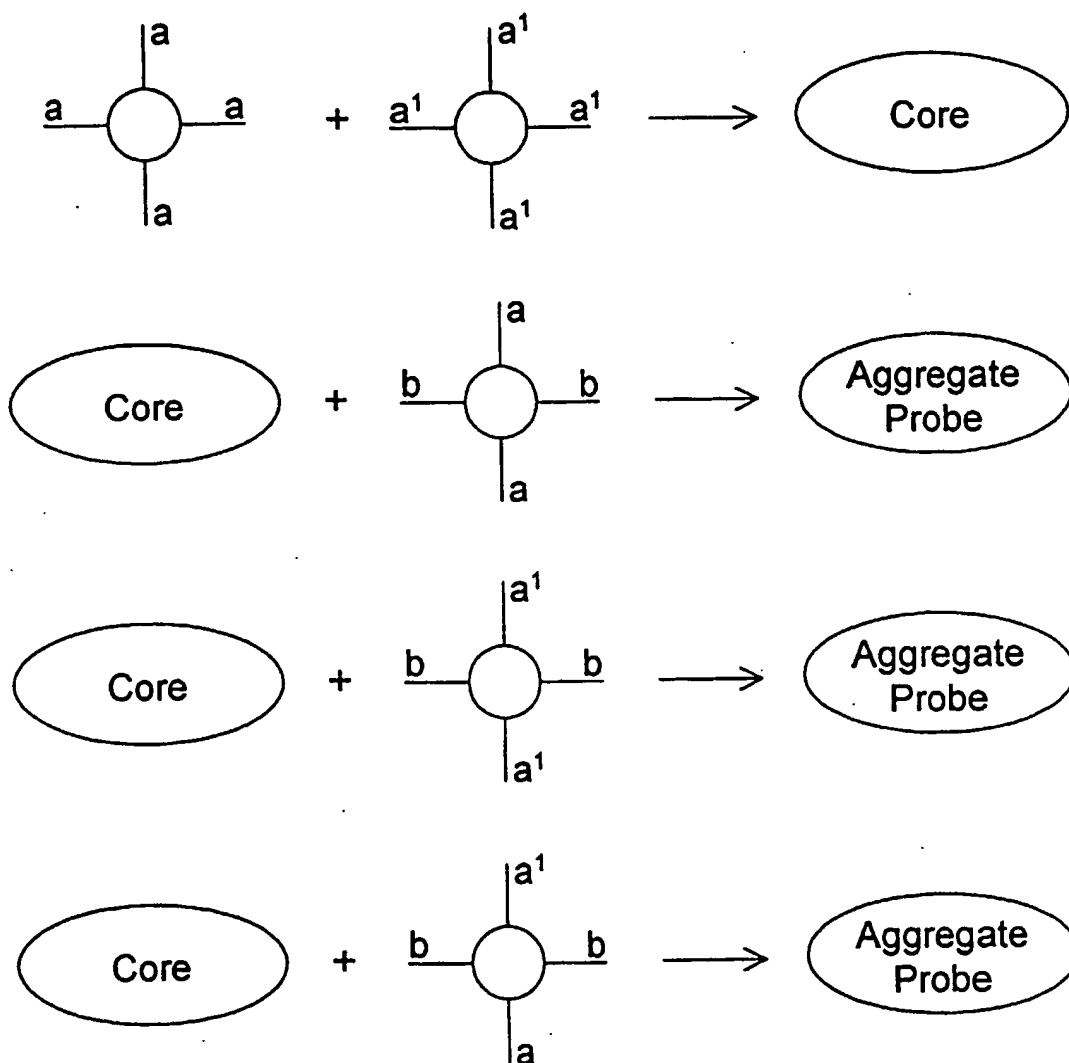 a a¹
a a + a¹ a¹ → Core
a a¹
a
Core + b b → Aggregate
Probe
a
a¹
Core + b b → Aggregate
Probe
a¹
a¹
Core + b b → Aggregate
Probe
a